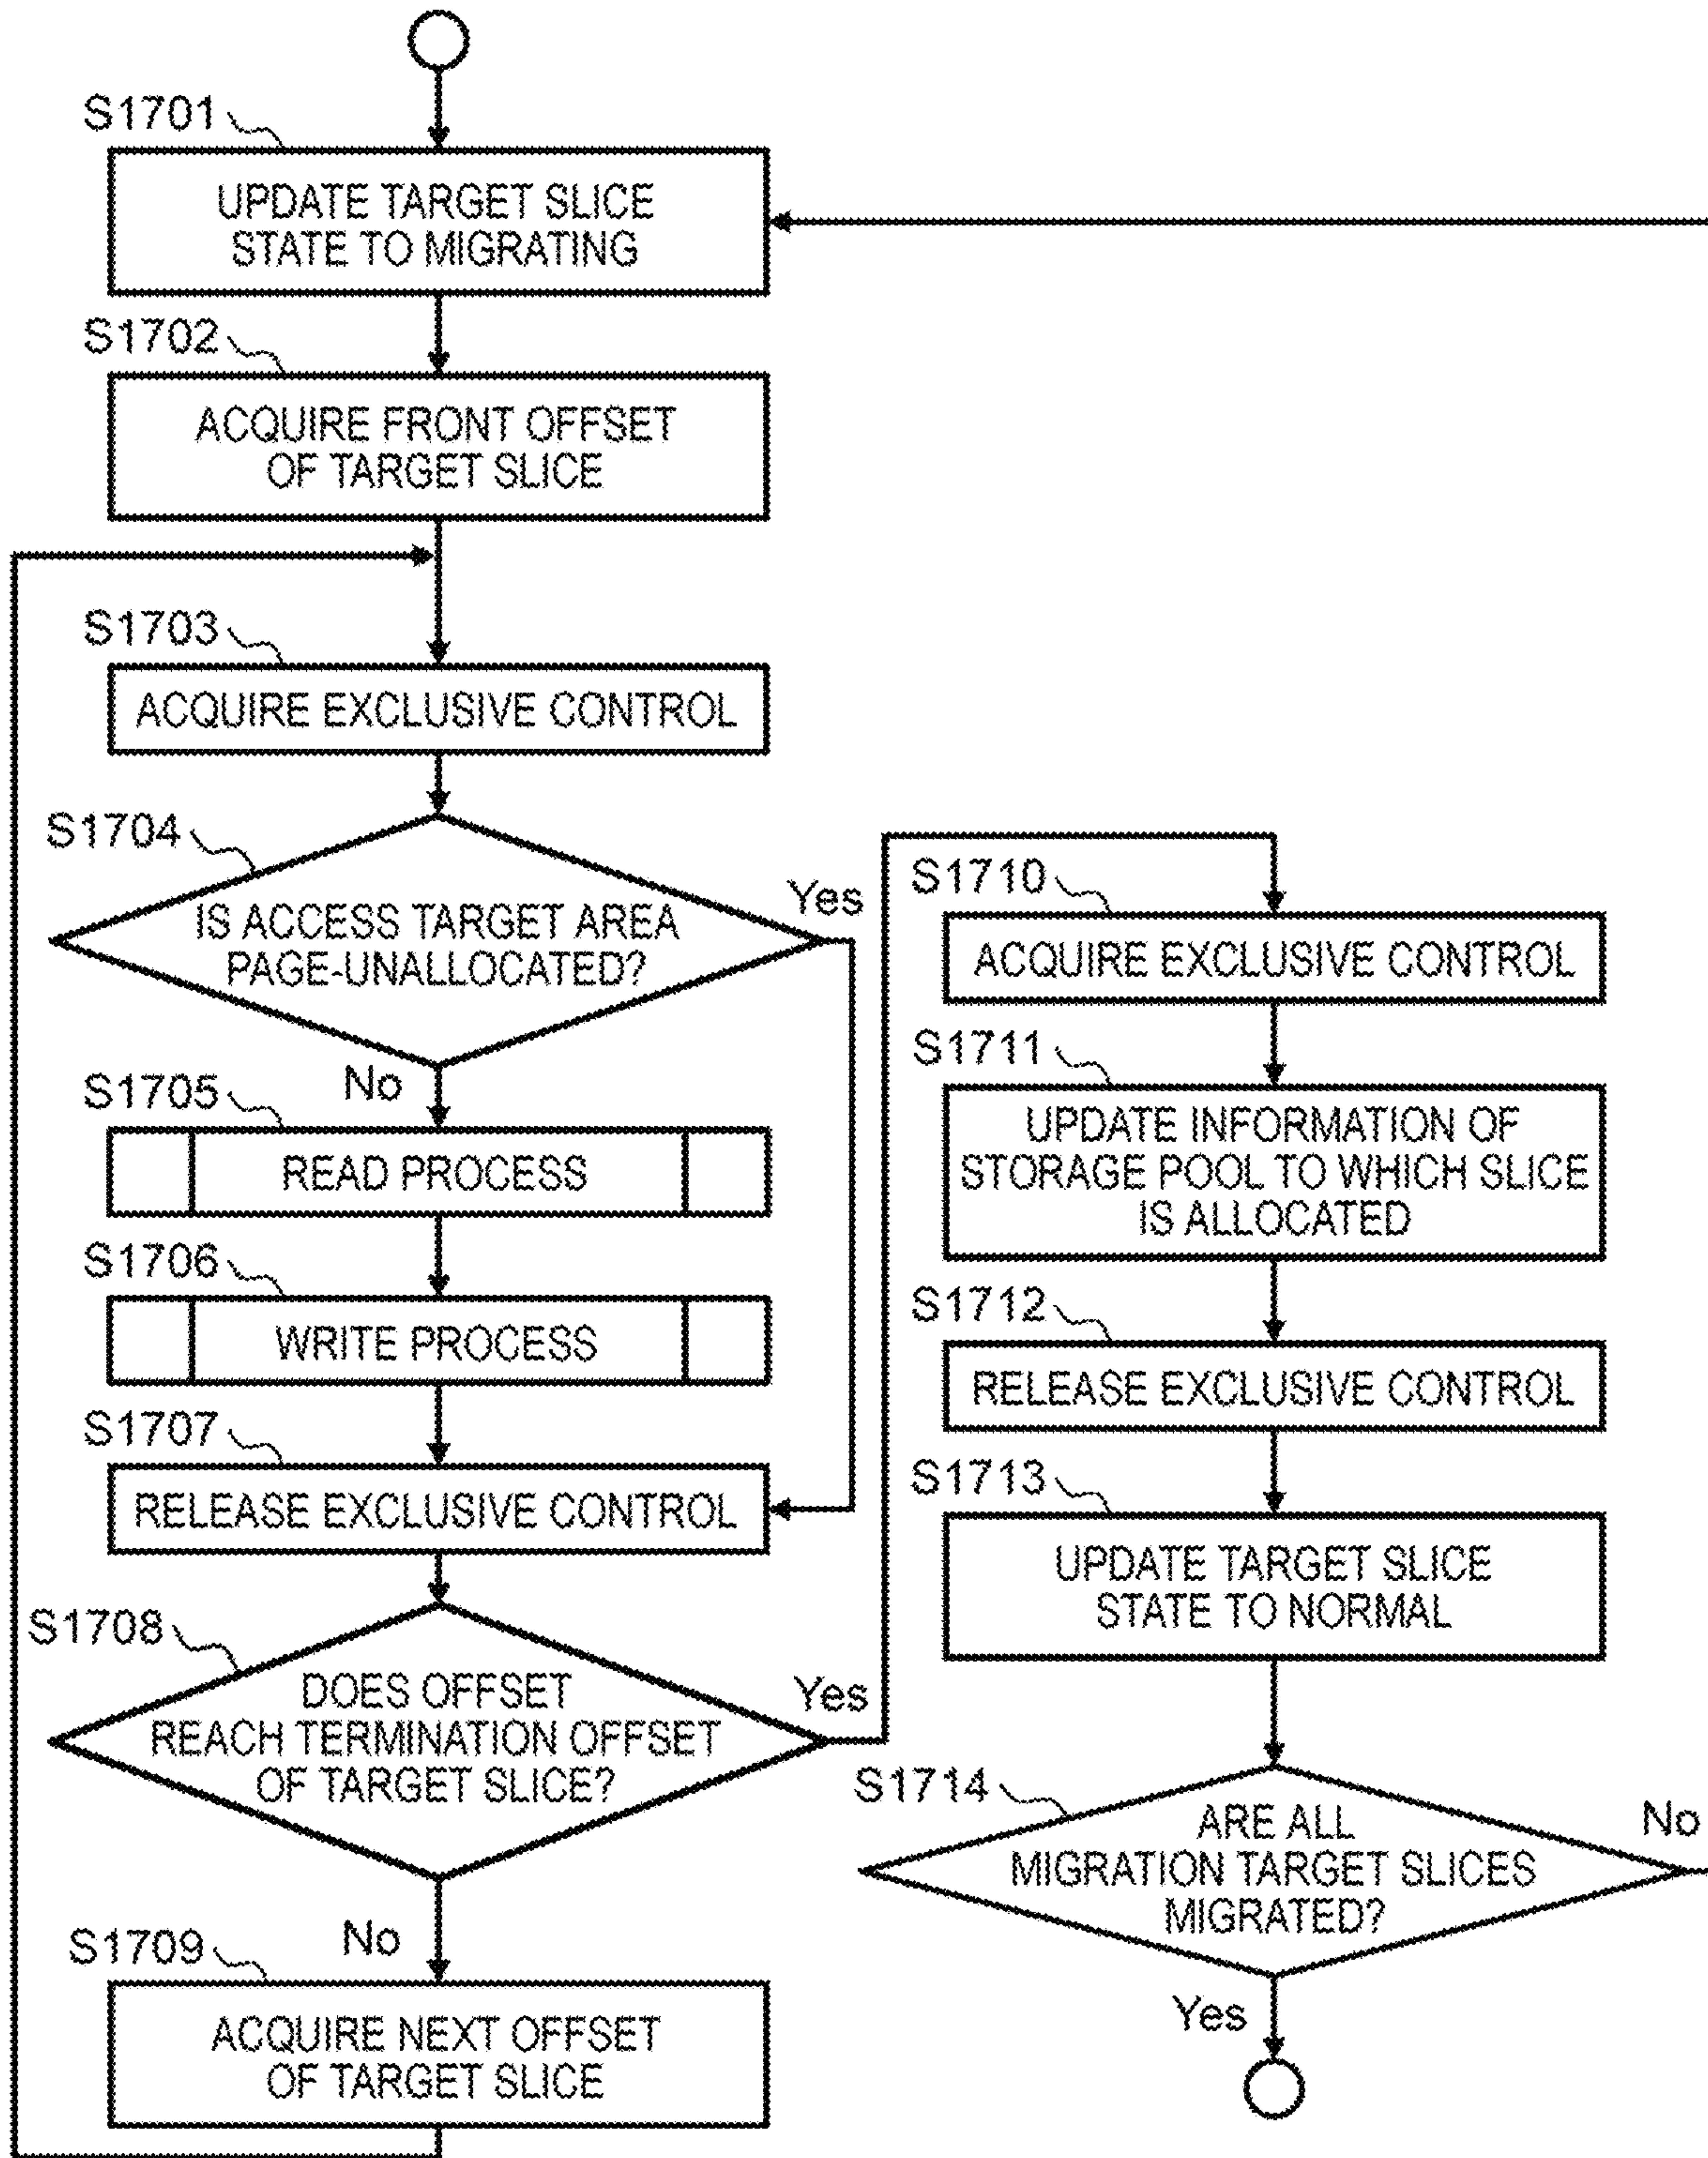 S1701
UPDATE TARGET SLICE
STATE TO MIGRATING
S1702
ACQUIRE FRONT OFFSET
OF TARGET SLICE
S1703
ACQUIRE EXCLUSIVE CONTROL
S1704
IS ACCESS TARGET AREA
PAGE-UNALLOCATED?
Yes
No
S1705
READ PROCESS
S1706
WRITE PROCESS
S1707
RELEASE EXCLUSIVE CONTROL
S1708
DOES OFFSET
REACH TERMINATION OFFSET
OF TARGET SLICE?
Yes
No
S1709
ACQUIRE NEXT OFFSET
OF TARGET SLICE
S1710
ACQUIRE EXCLUSIVE CONTROL
S1711
UPDATE INFORMATION OF
STORAGE POOL TO WHICH SLICE
IS ALLOCATED
S1712
RELEASE EXCLUSIVE CONTROL
S1713
UPDATE TARGET SLICE
STATE TO NORMAL
S1714
ARE ALL
MIGRATION TARGET SLICES
MIGRATED?
No
Yes